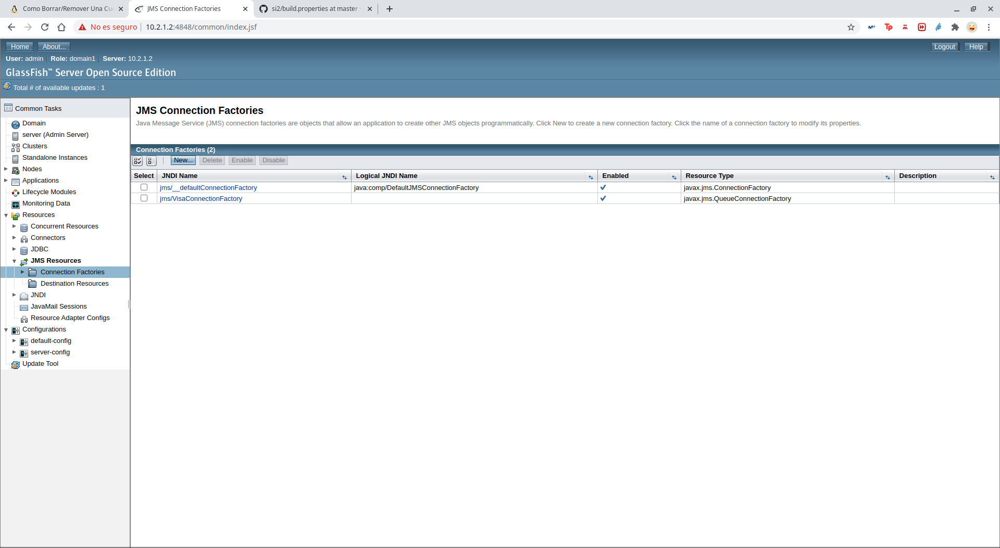 Como Borrar/Remover Una Cu
JMS Connection Factories
si2/build.properties at master
No es seguro
10.2.1.2:4848/common/index.jsf
Home
About...
Logout
Help
User: admin
Role: domain1
Server: 10.2.1.2
GlassFish™ Server Open Source Edition
Total # of available updates : 1
Common Tasks
Domain
server (Admin Server)
Clusters
Standalone Instances
Nodes
Applications
Lifecycle Modules
Monitoring Data
Resources
Concurrent Resources
Connectors
JDBC
JMS Resources
Connection Factories
Destination Resources
JNDI
JavaMail Sessions
Resource Adapter Configs
Configurations
default-config
server-config
Update Tool
JMS Connection Factories
Java Message Service (JMS) connection factories are objects that allow an application to create other JMS objects programmatically. Click New to create a new connection factory. Click the name of a connection factory to modify its properties.
Connection Factories (2)
New... Delete Enable Disable
Select JNDI Name Logical JNDI Name Enabled Resource Type Description
jms/__defaultConnectionFactory java:comp/DefaultJMSConnectionFactory javax.jms.ConnectionFactory
jms/VisaConnectionFactory javax.jms.QueueConnectionFactory